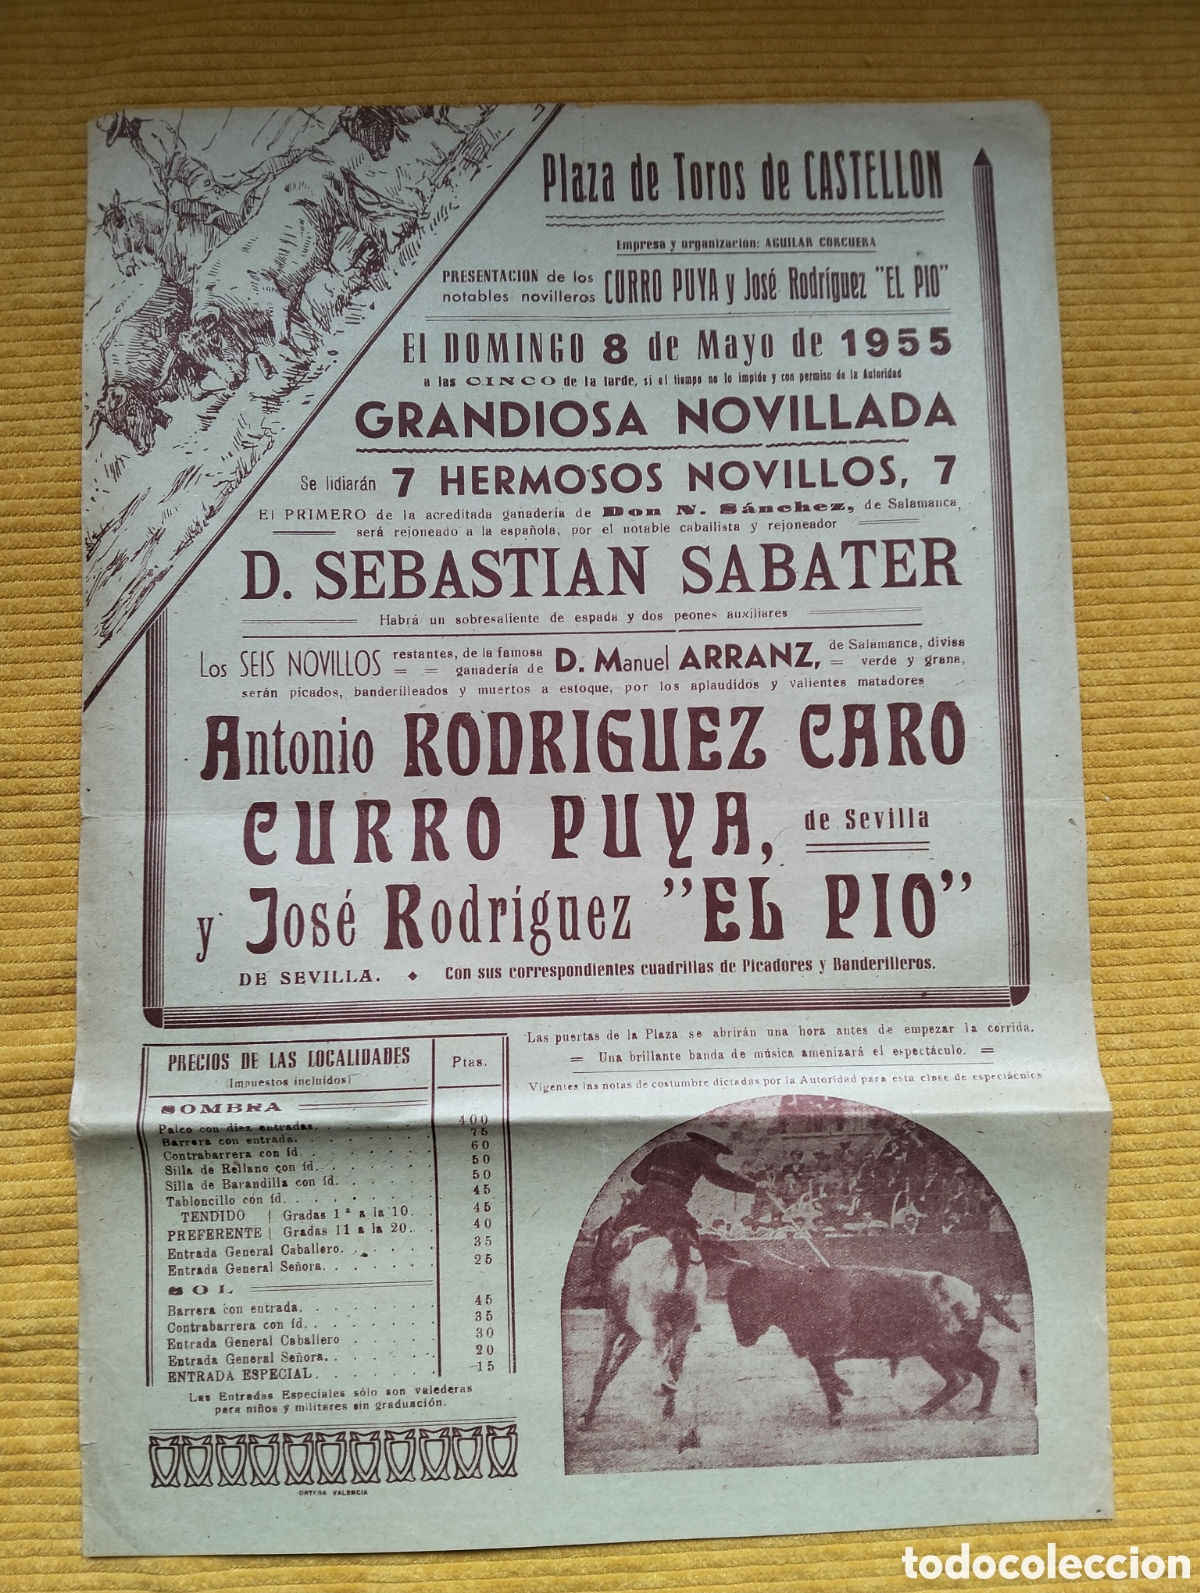 Plaza de Toros de CASTELLON
Empresa y organización: AGUILAR CORCUERA
PRESENTACION de los notables novilleros CURRO PUYA y José Rodríguez "EL PIO"
El DOMINGO 8 de Mayo de 1955
a las CINCO de la tarde, si el tiempo no lo impide y con permiso de la Autoridad
GRANDIOSA NOVILLADA
Se lidiarán 7 HERMOSOS NOVILLOS, 7
El PRIMERO de la acreditada ganadería de Don N. Sánchez, de Salamanca,
será rejoneado a la española, por el notable caballista y rejoneador
D. SEBASTIAN SABATER
Habrá un sobresaliente de espada y dos peones auxiliares
Los SEIS NOVILLOS restantes, de la famosa ganadería de D. Manuel ARRANZ, de Salamanca, divisa verde y grana,
serán picados, banderilleados y muertos a estoque, por los aplaudidos y valientes matadores
Antonio RODRIGUEZ CARO
CURRO PUYA, de Sevilla
y José Rodríguez "EL PIO"
DE SEVILLA. ◆ Con sus correspondientes cuadrillas de Picadores y Banderilleros.
Las puertas de la Plaza se abrirán una hora antes de empezar la corrida.
= Una brillante banda de música amenizará el espectáculo. =
Vigentes las notas de costumbre dictadas por la Autoridad para esta clase de espectáculos
PRECIOS DE LAS LOCALIDADES Ptas.
(Impuestos incluídos)
SOMBRA
Palco con diez entradas. 400
Barrera con entrada. 75
Contrabarrera con íd. 60
Silla de Rellano con íd. 50
Silla de Barandilla con íd. 50
Tabloncillo con íd. 45
TENDIDO | Gradas 1ª a la 10. 45
PREFERENTE | Gradas 11 a la 20. 40
Entrada General Caballero. 35
Entrada General Señora. 25
SOL
Barrera con entrada. 45
Contrabarrera con íd. 35
Entrada General Caballero 30
Entrada General Señora. 20
ENTRADA ESPECIAL. 15
Las Entradas Especiales sólo son valederas
para niños y militares sin graduación.
ORTEGA VALENCIA
todocoleccion